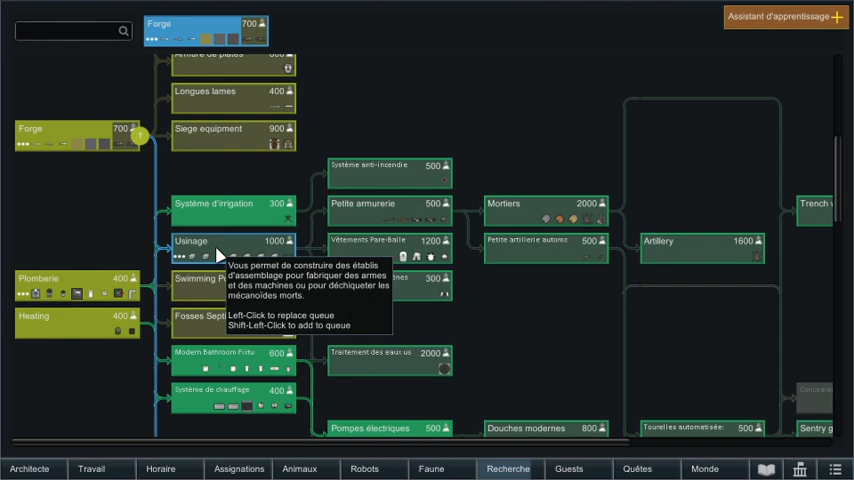 Forge 700
Assistant d'apprentissage
Armure de plates 600
Longues lames 400
Forge 700
Siege equipment 900
Système anti-incendie 500
Système d'irrigation 300
Petite armurerie 500
Mortiers 2000
Trench
Usinage 1000
Vêtements Pare-Balle 1200
Petite artillerie automa 500
Artillery 1600
Vous permet de construire des établis
d'assemblage pour fabriquer des armes
et des machines ou pour déchiqueter les
mécanoïdes morts.
Left-Click to replace queue
Shift-Left-Click to add to queue
Plomberie 400
Swimming
300
Heating 400
Fosses Sept
Modern Bathroom Fixtu 600
Traitement des eaux us 2000
Système de chauffage 400
Conceale
Pompes électriques 500
Douches modernes 800
Tourelles automatisée: 500
Sentry g
Architecte
Travail
Horaire
Assignations
Animaux
Robots
Faune
Recherche
Guests
Quêtes
Monde